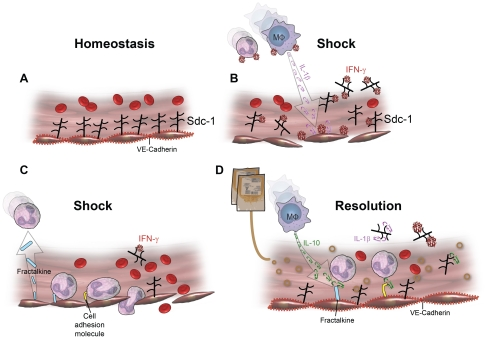 Homeostasis
A
Sdc-1
VE-Cadherin
MΦ
Shock
IL-1β
IFN-γ
B
Sdc-1
C
Shock
Fractalkine
IFN-γ
Cell
adhesion
molecule
D
MΦ
Resolution
IL-10
IL-1β
Fractalkine
VE-Cadherin